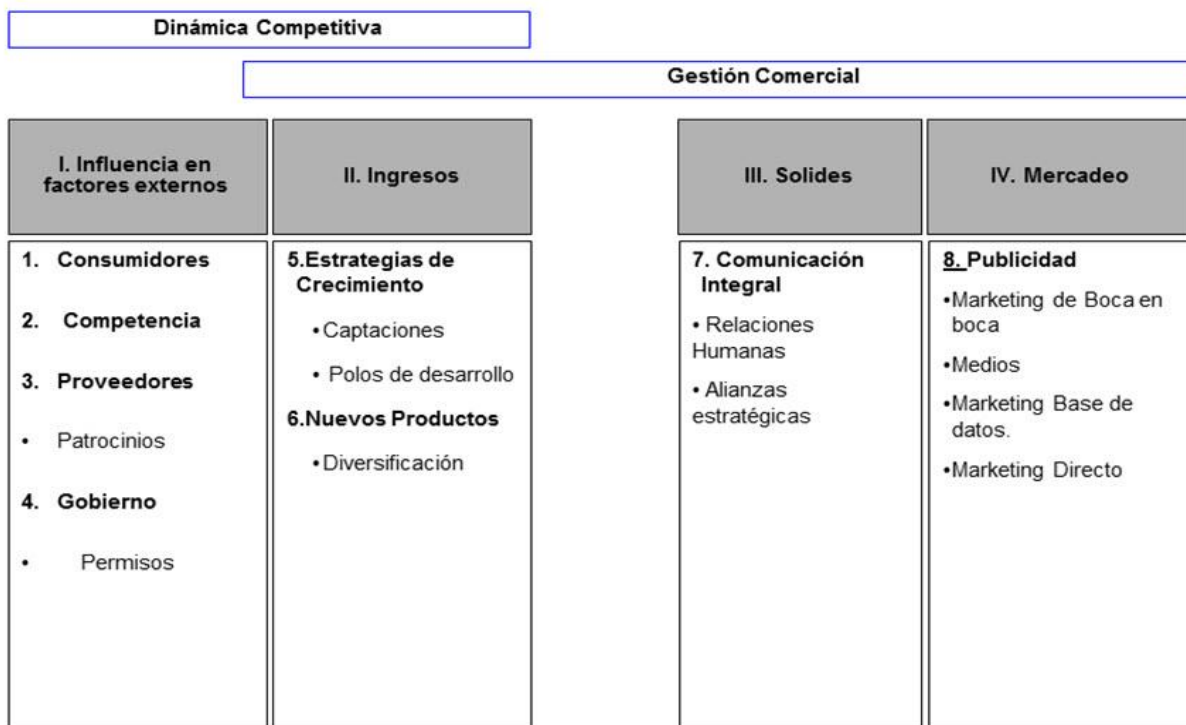 Dinámica Competitiva
Gestión Comercial
I. Influencia en
factores externos
II. Ingresos
III. Solides
IV. Mercadeo
1. Consumidores
2. Competencia
3. Proveedores
• Patrocinios
4. Gobierno
• Permisos
5.Estrategias de
Crecimiento
•Captaciones
• Polos de desarrollo
6.Nuevos Productos
•Diversificación
7. Comunicación
Integral
• Relaciones
Humanas
• Alianzas
estratégicas
8. Publicidad
•Marketing de Boca en
boca
•Medios
•Marketing Base de
datos.
•Marketing Directo